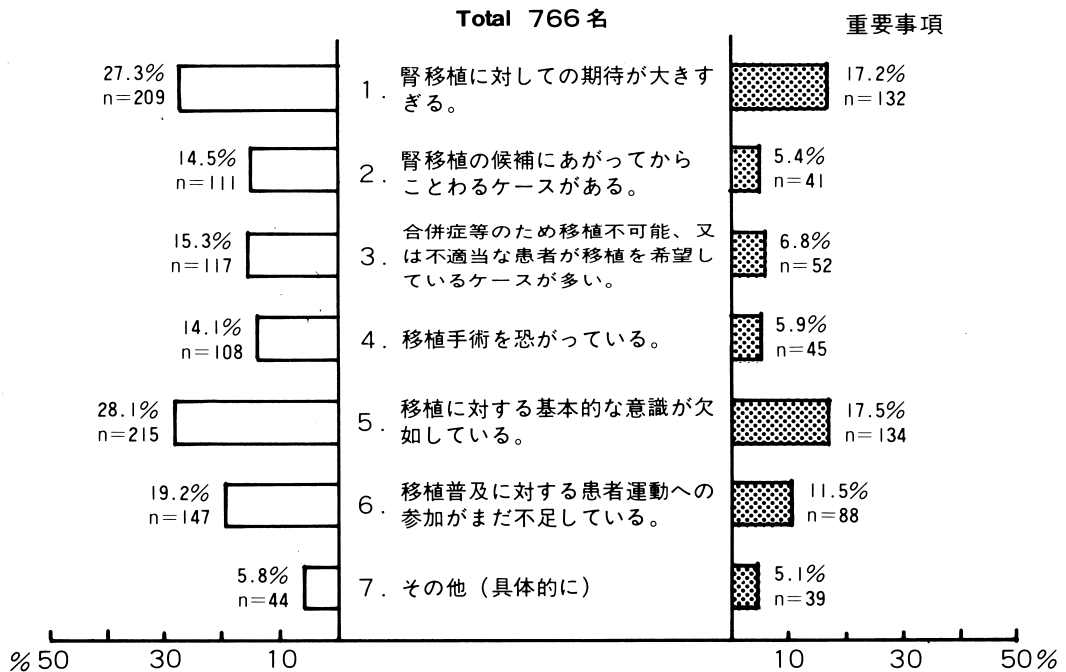 Total 766名
重要事項
27.3%
n=209
1. 腎移植に対しての期待が大きす
ぎる。
17.2%
n=132
14.5%
n=111
2. 腎移植の候補にあがってから
ことわるケースがある。
5.4%
n=41
15.3%
n=117
3. 合併症等のため移植不可能、又
は不適当な患者が移植を希望し
ているケースが多い。
6.8%
n=52
14.1%
n=108
4. 移植手術を恐がっている。
5.9%
n=45
28.1%
n=215
5. 移植に対する基本的な意識が欠
如している。
17.5%
n=134
19.2%
n=147
6. 移植普及に対する患者運動への
参加がまだ不足している。
11.5%
n=88
5.8%
n=44
7. その他（具体的に）
5.1%
n=39
% 50 30 10 10 30 50%